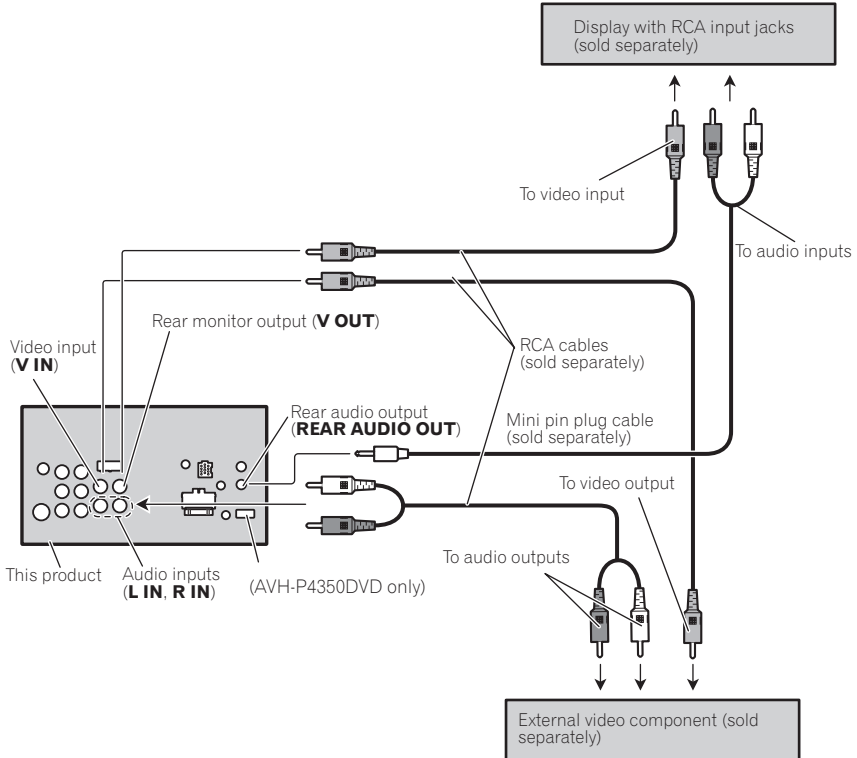 Display with RCA input jacks
(sold separately)
To video input
To audio inputs
Rear monitor output (V OUT)
Video input
(V IN)
RCA cables
(sold separately)
Rear audio output
(REAR AUDIO OUT)
Mini pin plug cable
(sold separately)
To video output
This product
Audio inputs
(L IN, R IN)
(AVH-P4350DVD only)
To audio outputs
External video component (sold
separately)